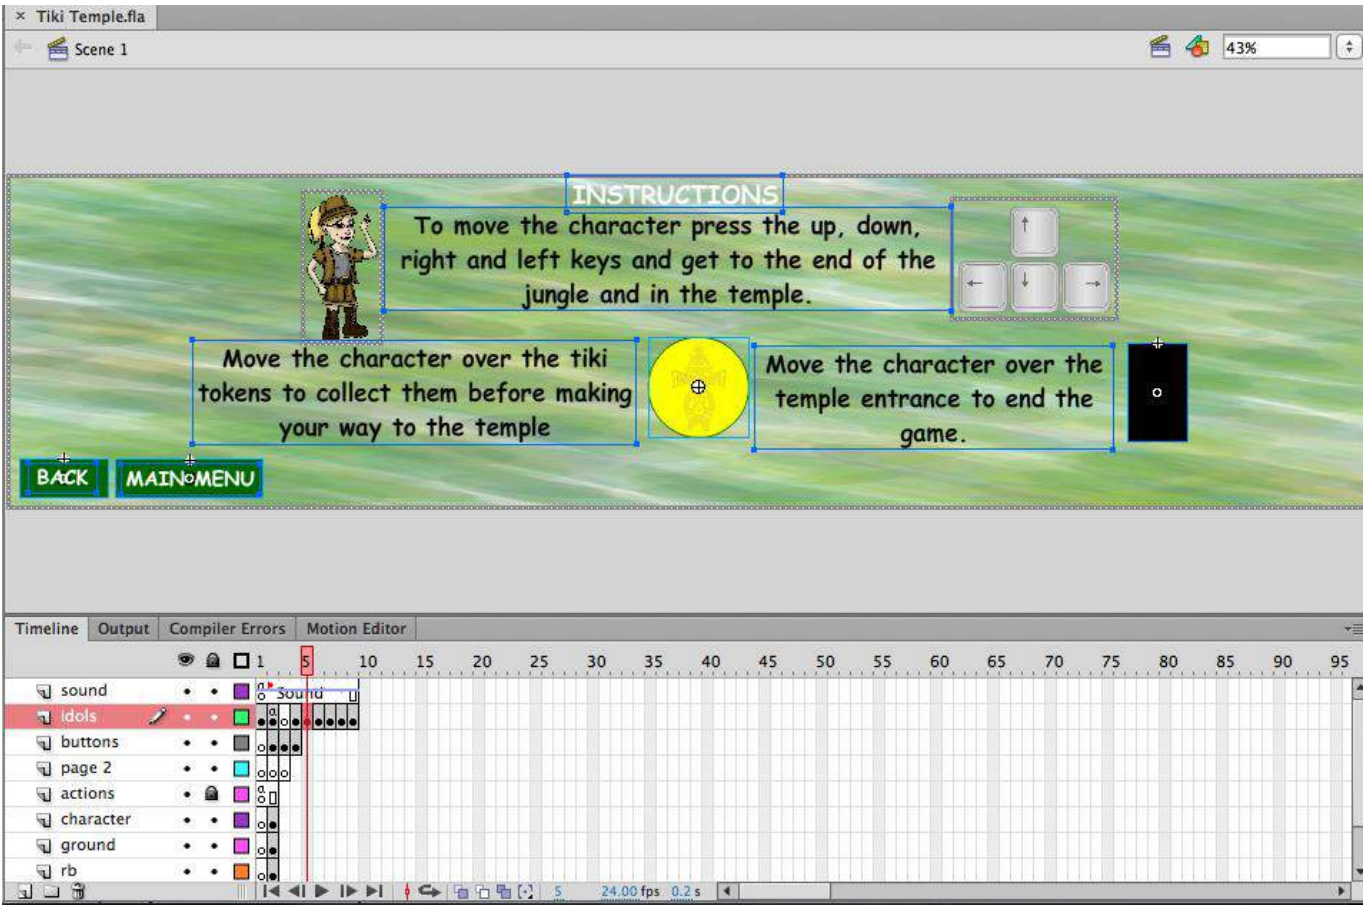 × Tiki Temple.fla
Scene 1
43%
INSTRUCTIONS
To move the character press the up, down,
right and left keys and get to the end of the
jungle and in the temple.
Move the character over the tiki
tokens to collect them before making
your way to the temple
Move the character over the
temple entrance to end the
game.
BACK
MAIN MENU
Timeline Output Compiler Errors Motion Editor
1 5 10 15 20 25 30 35 40 45 50 55 60 65 70 75 80 85 90 95
sound
Sound
idols
buttons
page 2
actions
character
ground
rb
5 24.00 fps 0.2 s